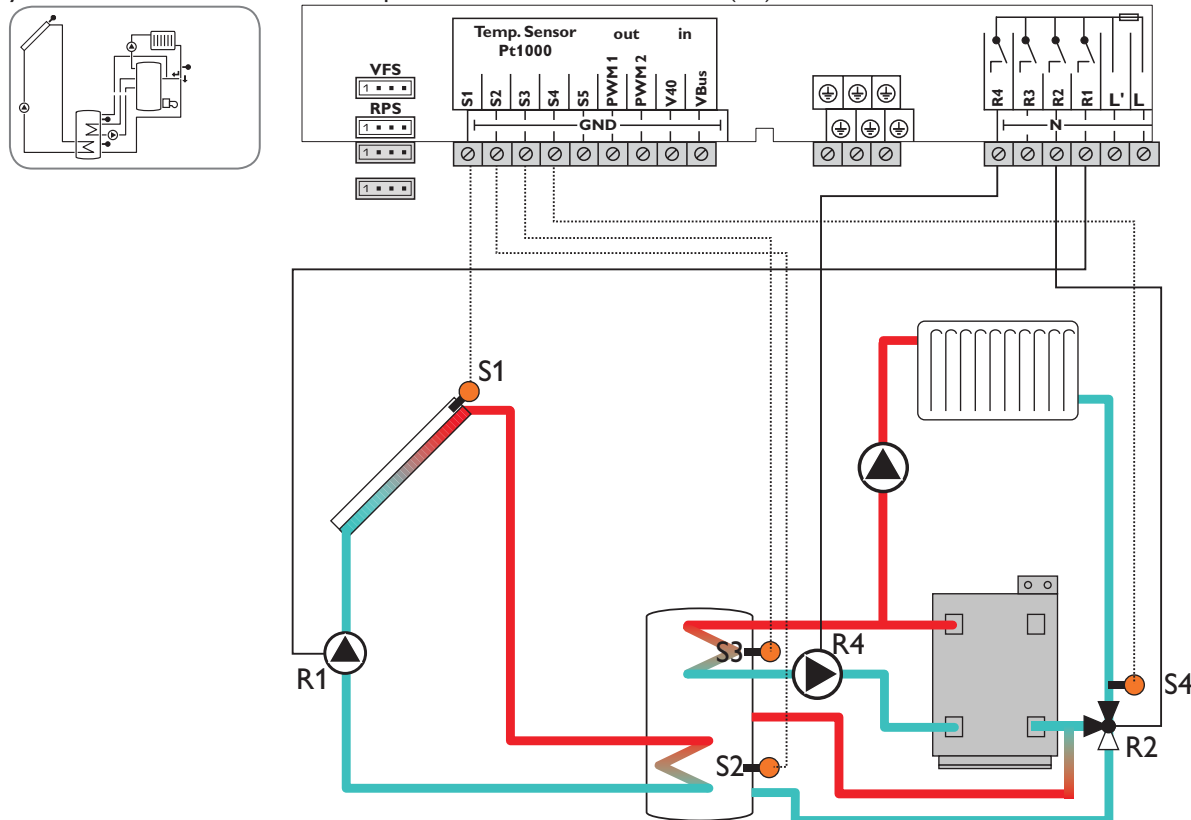 (
Temp. Sensor
Pt1000
out
in
VFS
1
RPS
1
1
1
S1
S2
S3
S4
S5
PWM 1
PWM 2
V40
VBus
GND
R4
R3
R2
R1
L'
L
N
S1
R1
S3
R4
S2
S4
R2